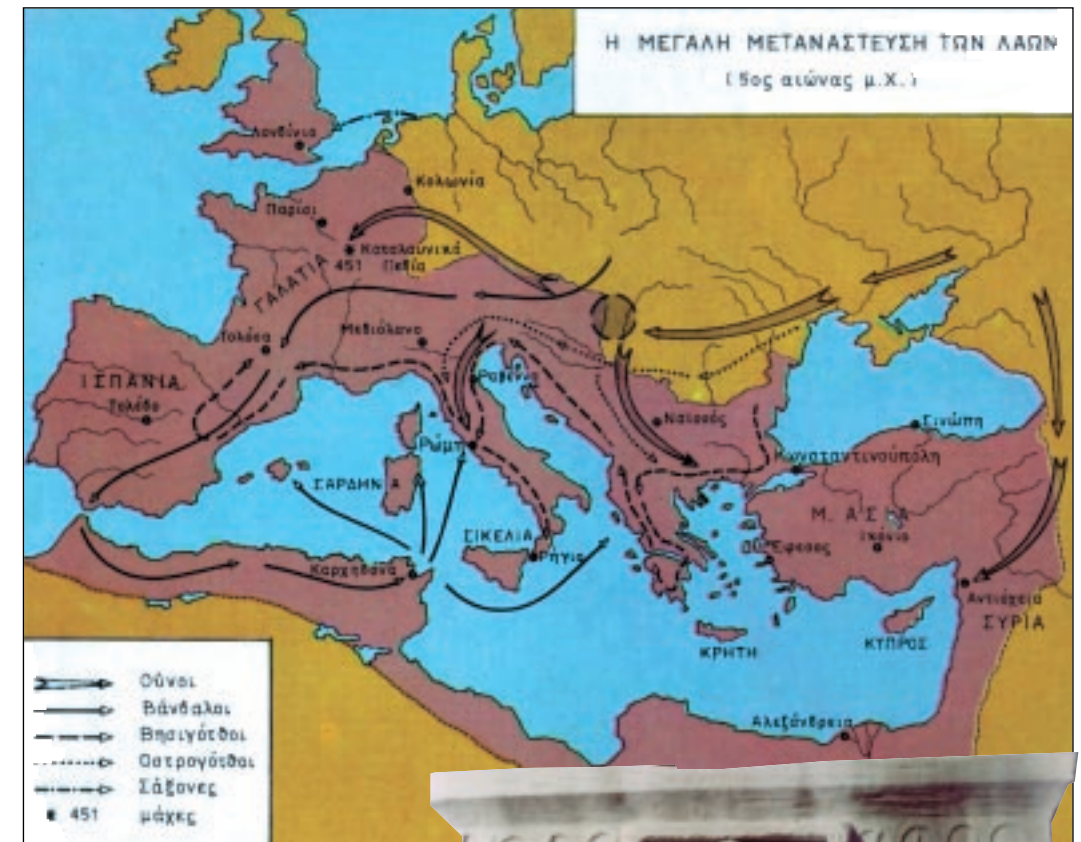 Η ΜΕΓΑΛΗ ΜΕΤΑΝΑΣΤΕΥΣΗ ΤΩΝ ΛΑΩΝ
(5ος αιώνας μ.Χ.)
Λονδίνιο
Κολωνία
Παρίσι
Καταλαυνικά
451 Πεδία
ΓΑΛΑΤΙΑ
Μεδιόλανο
Τολόσα
Ραβέννα
ΙΣΠΑΝΙΑ
Τολέδο
Ναϊσσός
Σινώπη
Ρώμη
Κωνσταντινούπολη
ΣΑΡΔΗΝΙΑ
Μ. ΑΣΙΑ
ΣΙΚΕΛΙΑ
Ικόνιο
Έφεσος
Ρήγιο
Καρχηδόνα
Αντιόχεια
ΣΥΡΙΑ
ΚΡΗΤΗ
ΚΥΠΡΟΣ
Αλεξάνδρεια
Ούνοι
Βάνδαλοι
Βησιγότθοι
Οστρογότθοι
Σάξονες
451 μάχες